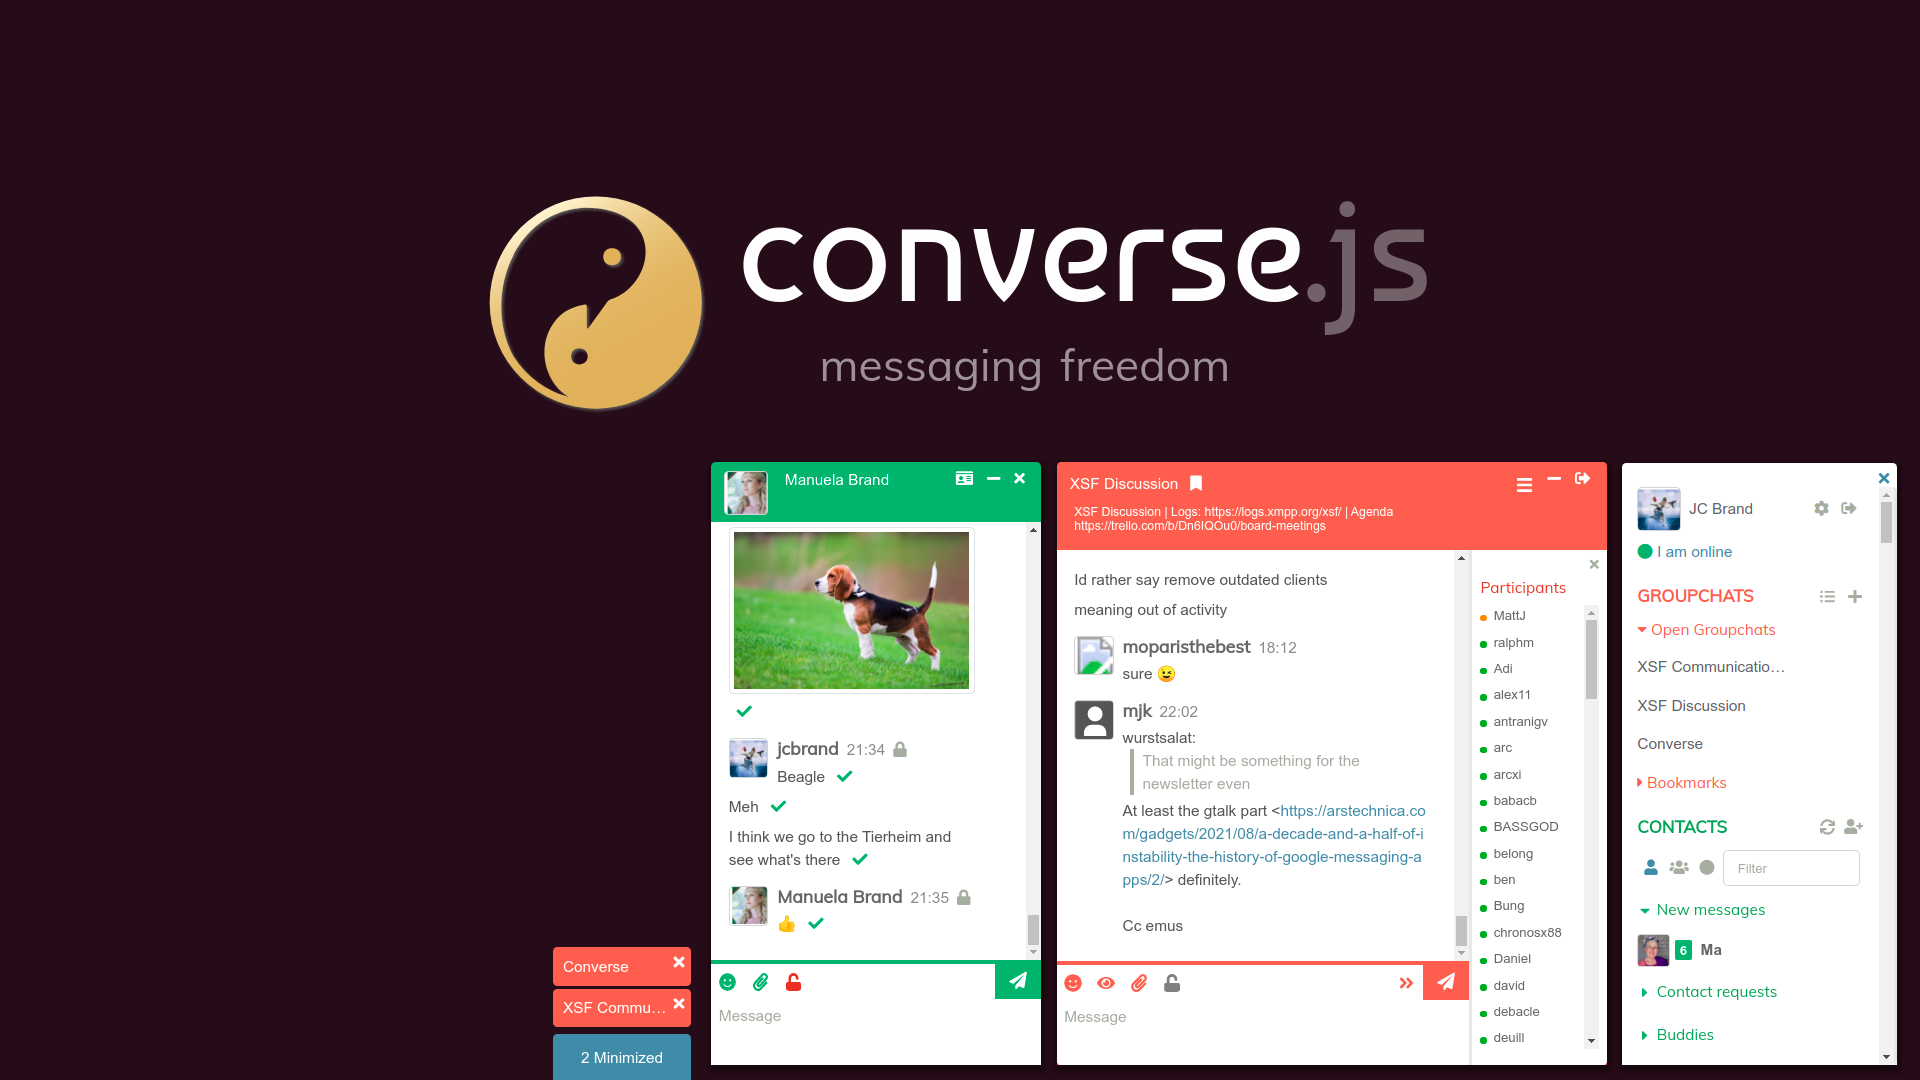 converse.js
messaging freedom
Manuela Brand
jcbrand 21:34
Beagle
Meh
I think we go to the Tierheim and
see what's there
Manuela Brand 21:35
👍
Message
Converse
XSF Commu…
2 Minimized
XSF Discussion
XSF Discussion | Logs: https://logs.xmpp.org/xsf/ | Agenda
https://trello.com/b/Dn6IQOu0/board-meetings
Id rather say remove outdated clients
meaning out of activity
moparisthebest 18:12
sure 😉
mjk 22:02
wurstsalat:
That might be something for the
newsletter even
At least the gtalk part <https://arstechnica.co
m/gadgets/2021/08/a-decade-and-a-half-of-i
nstability-the-history-of-google-messaging-a
pps/2/> definitely.
Cc emus
Message
Participants
MattJ
ralphm
Adi
alex11
antranigv
arc
arcxi
babacb
BASSGOD
belong
ben
Bung
chronosx88
Daniel
david
debacle
deuill
JC Brand
I am online
GROUPCHATS
Open Groupchats
XSF Communicatio…
XSF Discussion
Converse
Bookmarks
CONTACTS
Filter
New messages
6 Ma
Contact requests
Buddies